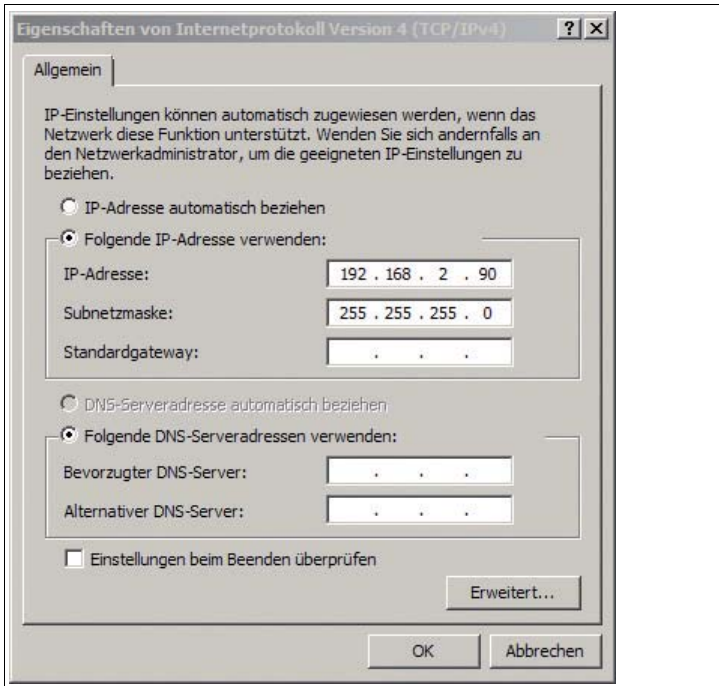 Eigenschaften von Internetprotokoll Version 4 (TCP/IPv4)
Allgemein
IP-Einstellungen können automatisch zugewiesen werden, wenn das
Netzwerk diese Funktion unterstützt. Wenden Sie sich andernfalls an
den Netzwerkadministrator, um die geeigneten IP-Einstellungen zu
beziehen.
IP-Adresse automatisch beziehen
Folgende IP-Adresse verwenden:
IP-Adresse: 192 . 168 . 2 . 90
Subnetzmaske: 255 . 255 . 255 . 0
Standardgateway: . . .
DNS-Serveradresse automatisch beziehen
Folgende DNS-Serveradressen verwenden:
Bevorzugter DNS-Server: . . .
Alternativer DNS-Server: . . .
Einstellungen beim Beenden überprüfen
Erweitert...
OK Abbrechen